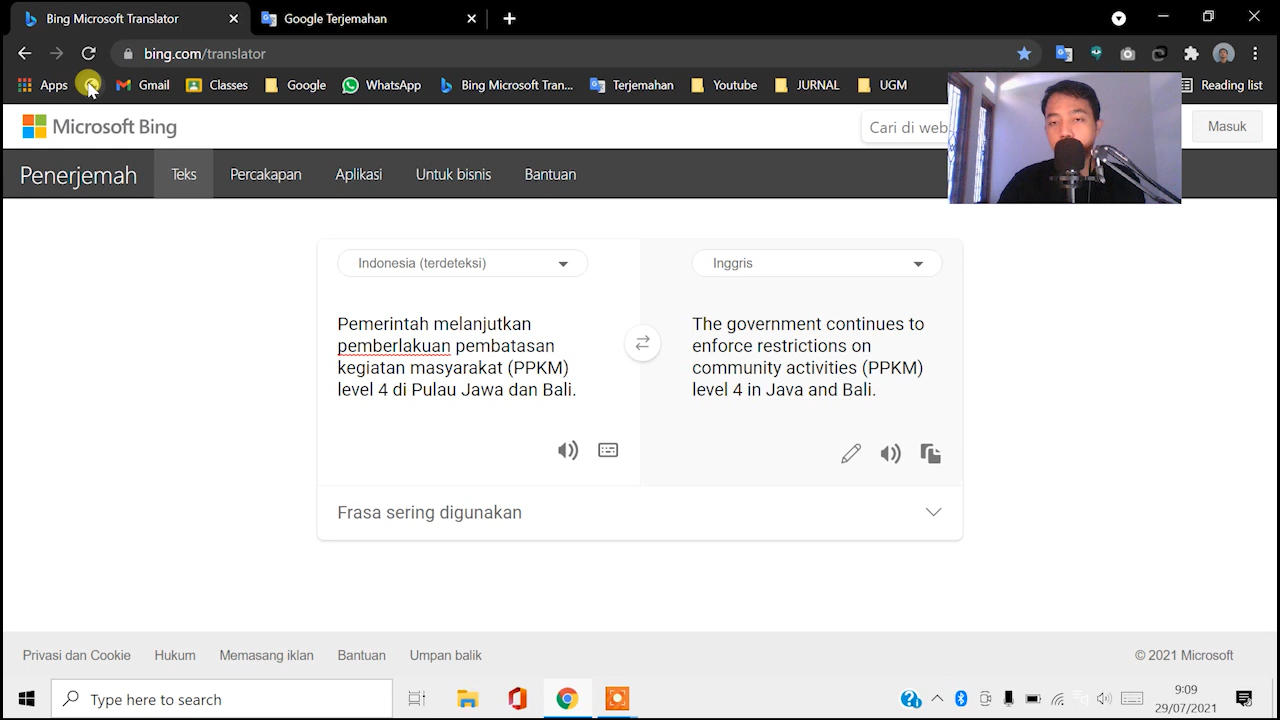 Bing Microsoft Translator
Google Terjemahan
bing.com/translator
Apps
Gmail
Classes
Google
WhatsApp
Bing Microsoft Tran...
Terjemahan
Youtube
JURNAL
UGM
Reading list
Microsoft Bing
Cari di web
Masuk
Penerjemah
Teks
Percakapan
Aplikasi
Untuk bisnis
Bantuan
Indonesia (terdeteksi)
Inggris
Pemerintah melanjutkan
pemberlakuan pembatasan
kegiatan masyarakat (PPKM)
level 4 di Pulau Jawa dan Bali.
The government continues to
enforce restrictions on
community activities (PPKM)
level 4 in Java and Bali.
Frasa sering digunakan
Privasi dan Cookie
Hukum
Memasang iklan
Bantuan
Umpan balik
© 2021 Microsoft
Type here to search
9:09
29/07/2021